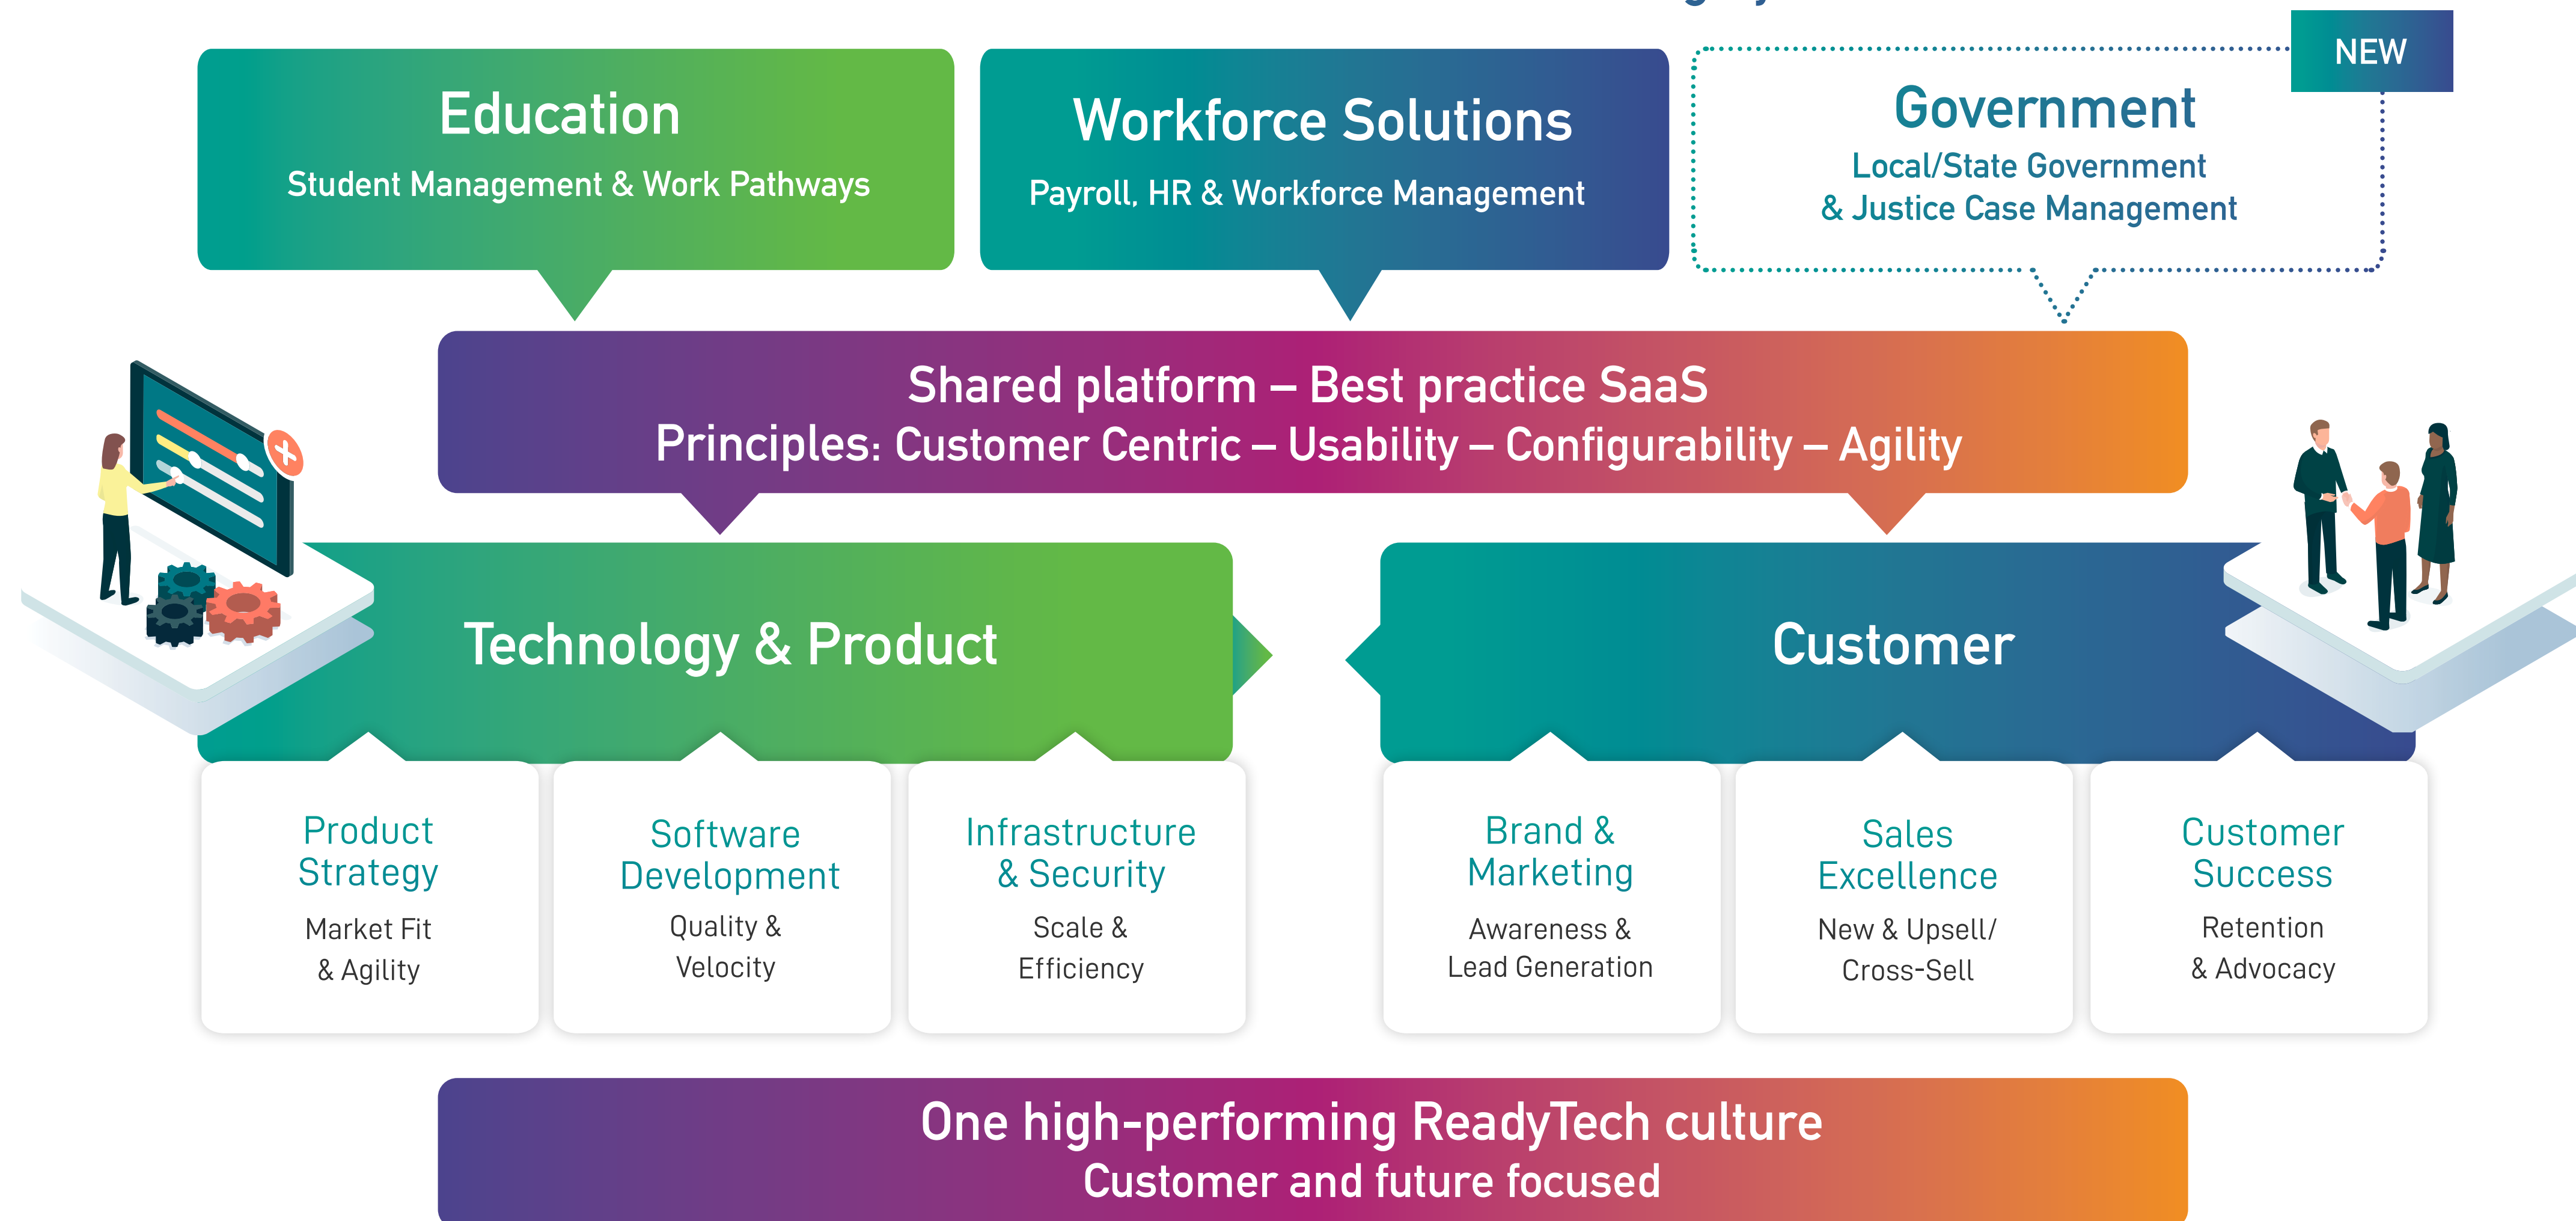 NEW
Education
Student Management & Work Pathways
Workforce Solutions
Payroll, HR & Workforce Management
Government
Local/State Government
& Justice Case Management
Shared platform – Best practice SaaS
Principles: Customer Centric – Usability – Configurability – Agility
Technology & Product
Customer
Product
Strategy
Market Fit
& Agility
Software
Development
Quality &
Velocity
Infrastructure
& Security
Scale &
Efficiency
Brand &
Marketing
Awareness &
Lead Generation
Sales
Excellence
New & Upsell/
Cross-Sell
Customer
Success
Retention
& Advocacy
One high-performing ReadyTech culture
Customer and future focused